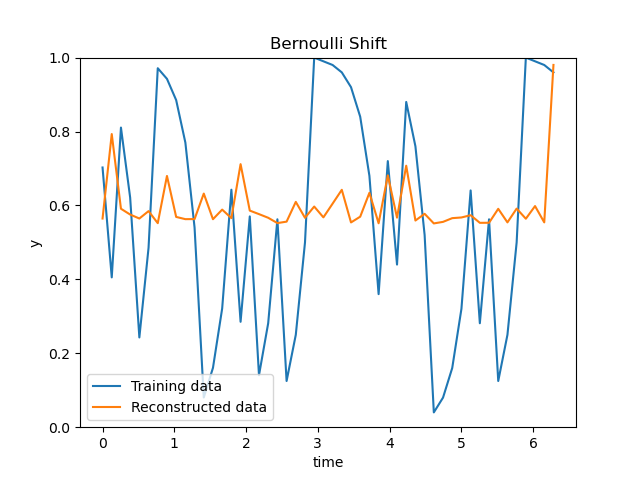 Bernoulli Shift
1.0
0.8
0.6
0.4
0.2
0.0
y
Training data
Reconstructed data
0 1 2 3 4 5 6
time